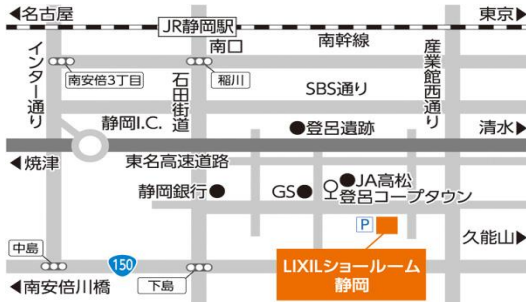 ◀名古屋
東京▶
JR静岡駅
南口
南幹線
インター通り
南安倍3丁目
石田街道
稲川
SBS通り
産業館西通り
静岡I.C.
登呂遺跡
清水▶
◀焼津
東名高速道路
静岡銀行
GS
JA高松
登呂コープタウン
P
久能山▶
中島
150
LIXILショールーム
静岡
◀南安倍川橋
下島